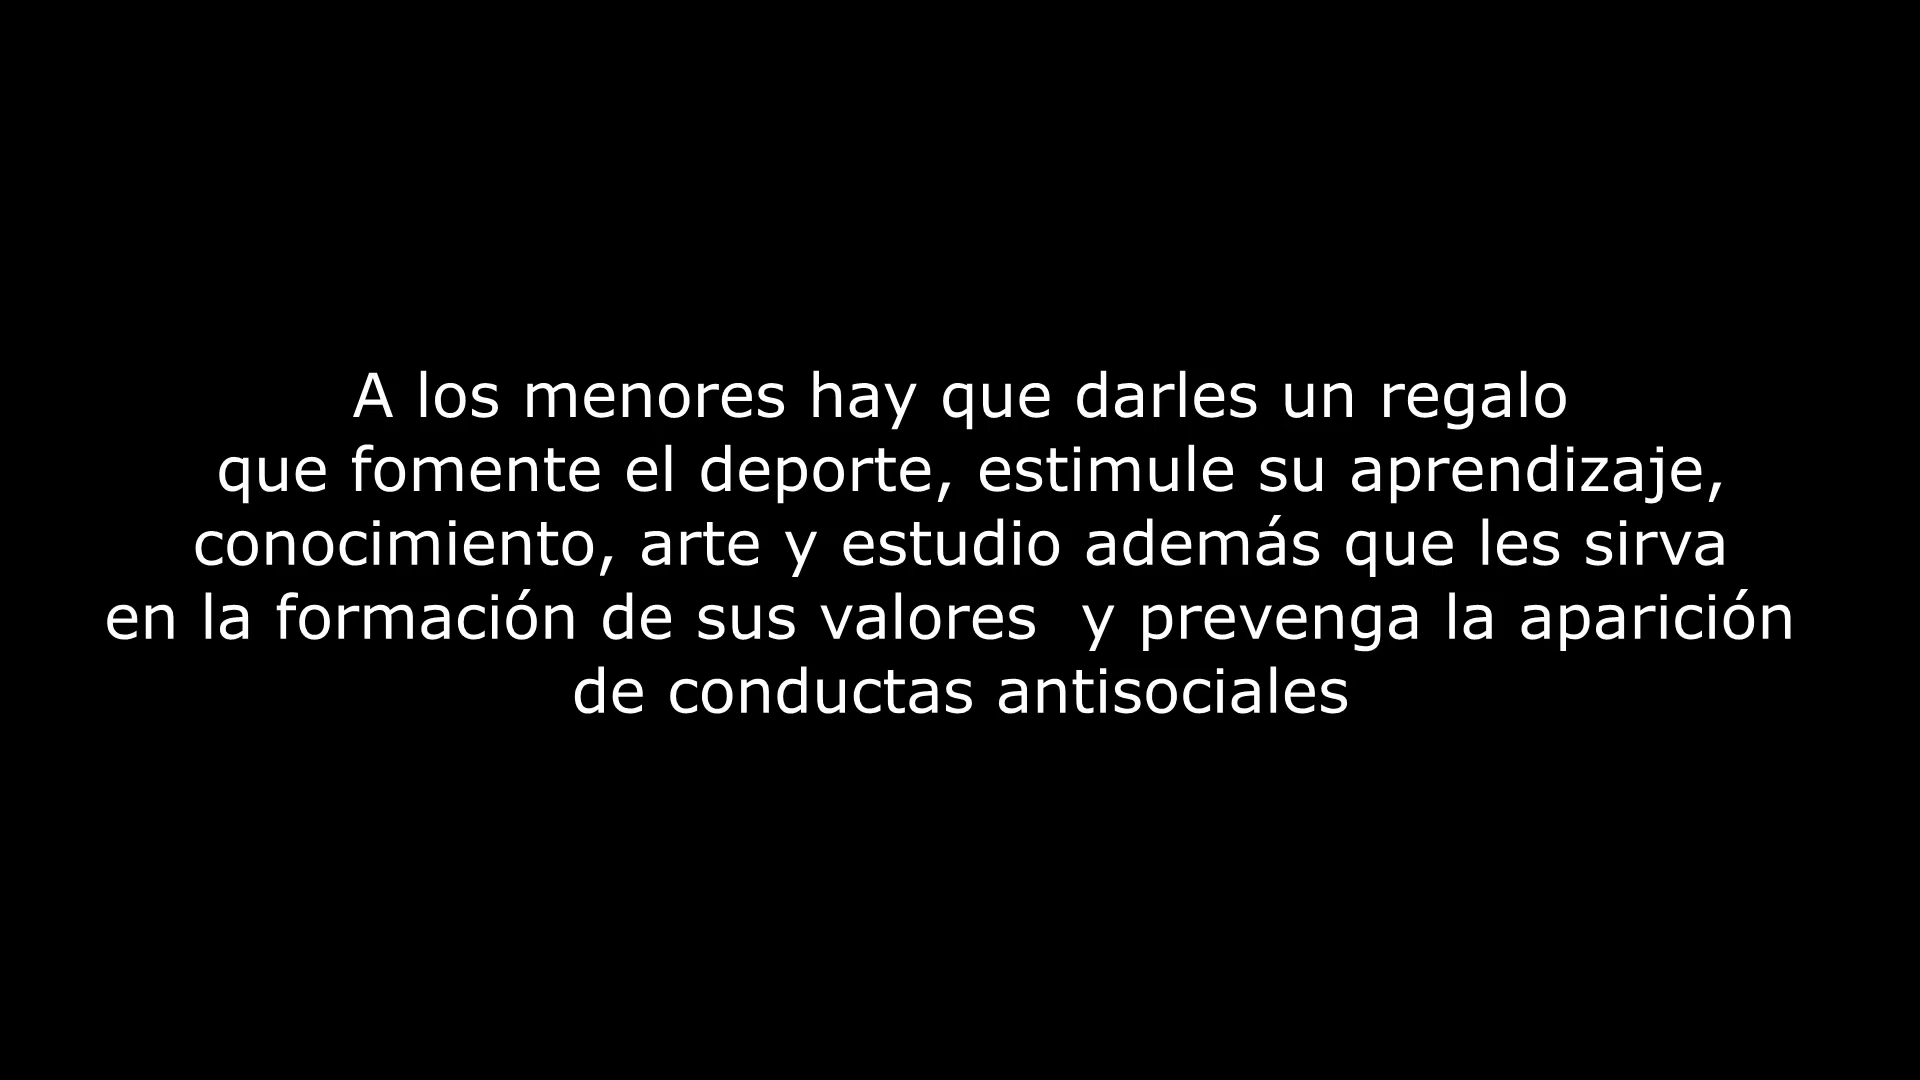 A los menores hay que darles un regalo
que fomente el deporte, estimule su aprendizaje,
conocimiento, arte y estudio además que les sirva
en la formación de sus valores  y prevenga la aparición
de conductas antisociales